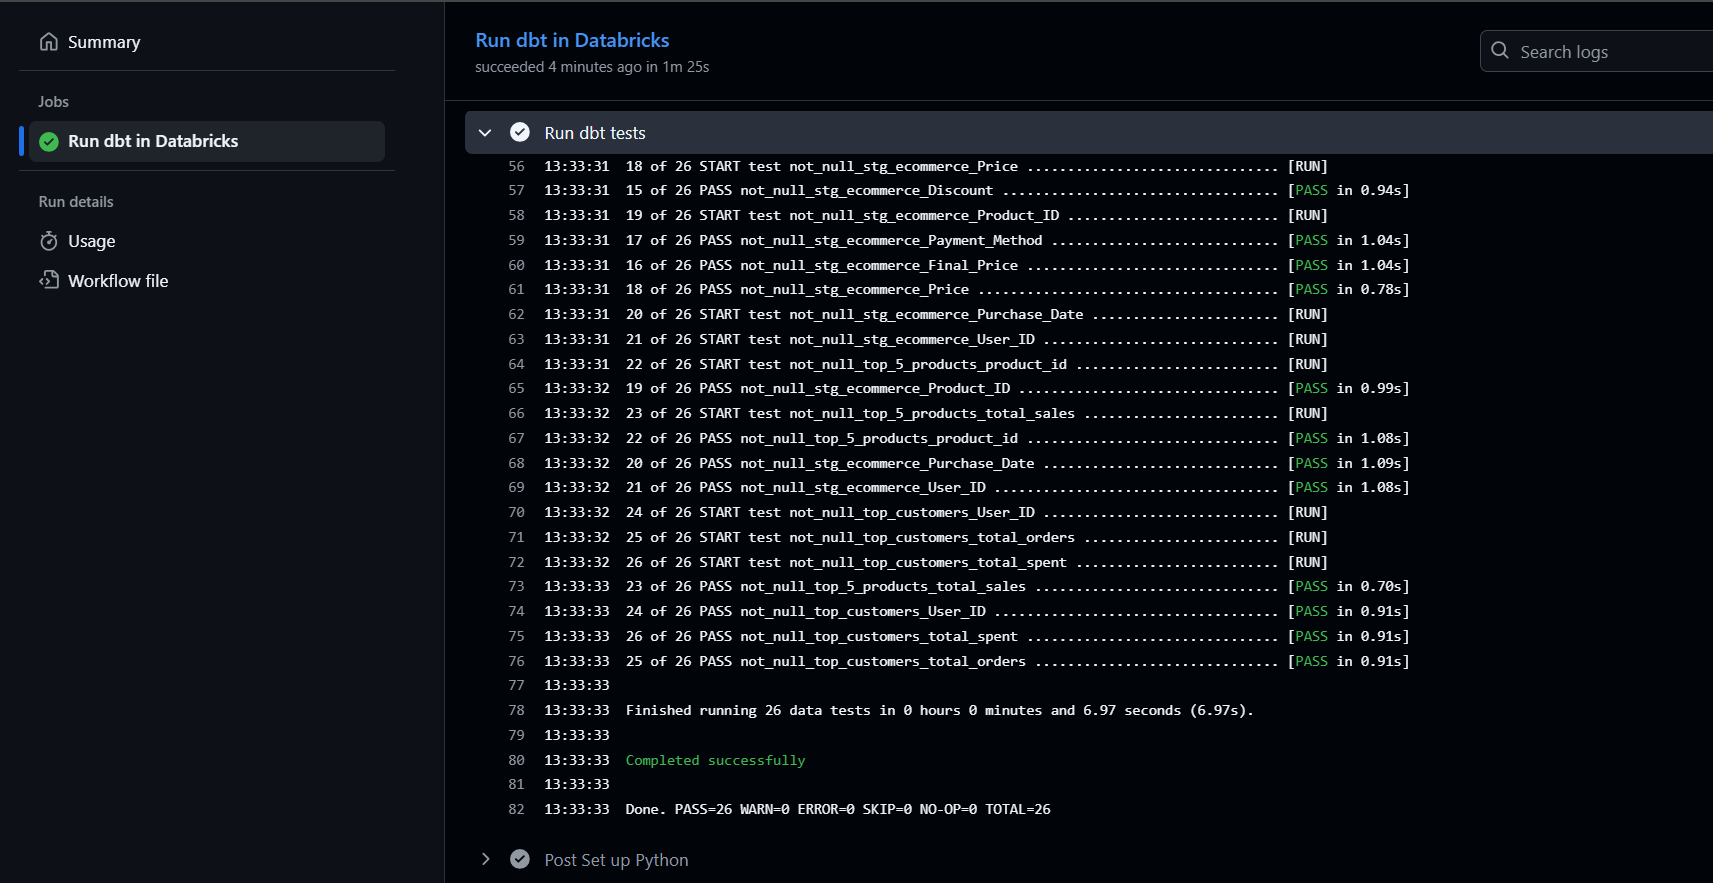 Summary
Jobs
Run dbt in Databricks
Run details
Usage
Workflow file
Run dbt in Databricks
succeeded 4 minutes ago in 1m 25s
Search logs
Run dbt tests
56 13:33:31 18 of 26 START test not_null_stg_ecommerce_Price ............................... [RUN]
57 13:33:31 15 of 26 PASS not_null_stg_ecommerce_Discount .................................. [PASS in 0.94s]
58 13:33:31 19 of 26 START test not_null_stg_ecommerce_Product_ID .......................... [RUN]
59 13:33:31 17 of 26 PASS not_null_stg_ecommerce_Payment_Method ............................ [PASS in 1.04s]
60 13:33:31 16 of 26 PASS not_null_stg_ecommerce_Final_Price ............................... [PASS in 1.04s]
61 13:33:31 18 of 26 PASS not_null_stg_ecommerce_Price ..................................... [PASS in 0.78s]
62 13:33:31 20 of 26 START test not_null_stg_ecommerce_Purchase_Date ....................... [RUN]
63 13:33:31 21 of 26 START test not_null_stg_ecommerce_User_ID ............................. [RUN]
64 13:33:31 22 of 26 START test not_null_top_5_products_product_id ......................... [RUN]
65 13:33:32 19 of 26 PASS not_null_stg_ecommerce_Product_ID ................................ [PASS in 0.99s]
66 13:33:32 23 of 26 START test not_null_top_5_products_total_sales ........................ [RUN]
67 13:33:32 22 of 26 PASS not_null_top_5_products_product_id ............................... [PASS in 1.08s]
68 13:33:32 20 of 26 PASS not_null_stg_ecommerce_Purchase_Date ............................. [PASS in 1.09s]
69 13:33:32 21 of 26 PASS not_null_stg_ecommerce_User_ID ................................... [PASS in 1.08s]
70 13:33:32 24 of 26 START test not_null_top_customers_User_ID ............................. [RUN]
71 13:33:32 25 of 26 START test not_null_top_customers_total_orders ........................ [RUN]
72 13:33:32 26 of 26 START test not_null_top_customers_total_spent ......................... [RUN]
73 13:33:33 23 of 26 PASS not_null_top_5_products_total_sales .............................. [PASS in 0.70s]
74 13:33:33 24 of 26 PASS not_null_top_customers_User_ID ................................... [PASS in 0.91s]
75 13:33:33 26 of 26 PASS not_null_top_customers_total_spent ............................... [PASS in 0.91s]
76 13:33:33 25 of 26 PASS not_null_top_customers_total_orders .............................. [PASS in 0.91s]
77 13:33:33
78 13:33:33 Finished running 26 data tests in 0 hours 0 minutes and 6.97 seconds (6.97s).
79 13:33:33
80 13:33:33 Completed successfully
81 13:33:33
82 13:33:33 Done. PASS=26 WARN=0 ERROR=0 SKIP=0 NO-OP=0 TOTAL=26
Post Set up Python